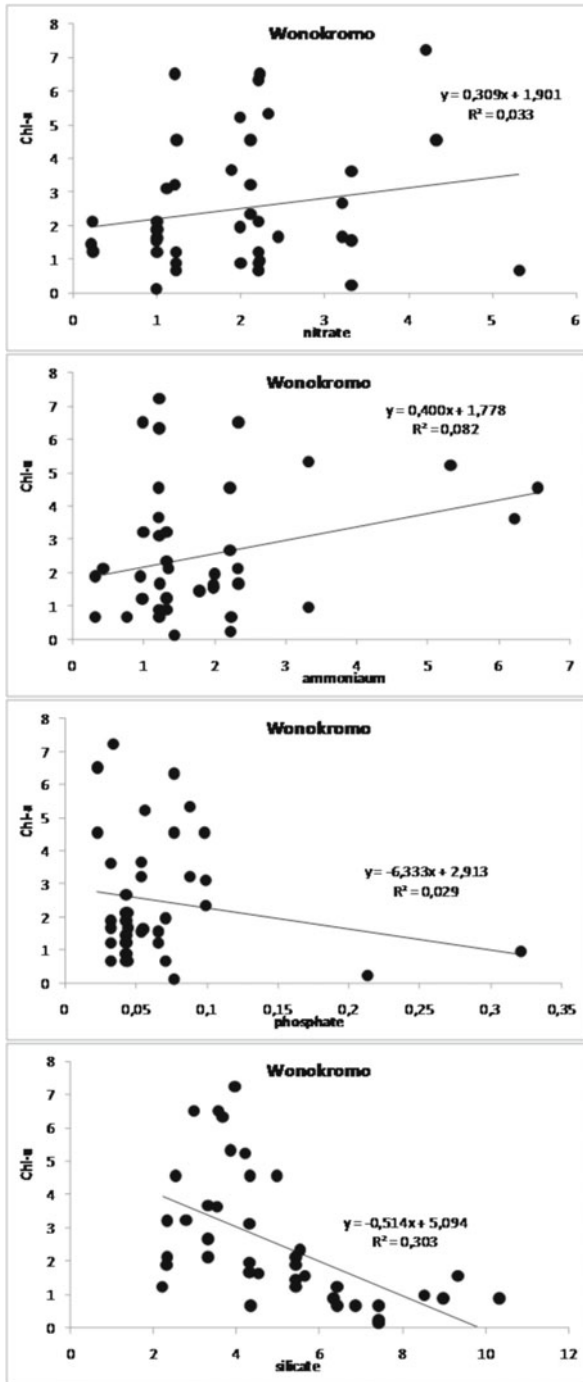 Wonokromo
8
7
6
5
4
3
2
1
0
Chl-a
y = 0,309x + 1,901
R² = 0,033
0 1 2 3 4 5 6
nitrate
Wonokromo
8
7
6
5
4
3
2
1
0
Chl-a
y = 0,400x + 1,778
R² = 0,082
0 1 2 3 4 5 6 7
ammoniaum
Wonokromo
8
7
6
5
4
3
2
1
0
Chl-a
y = -6,333x + 2,913
R² = 0,029
0 0,05 0,1 0,15 0,2 0,25 0,3 0,35
phosphate
Wonokromo
8
7
6
5
4
3
2
1
0
Chl-a
y = -0,514x + 5,094
R² = 0,303
0 2 4 6 8 10 12
silicate